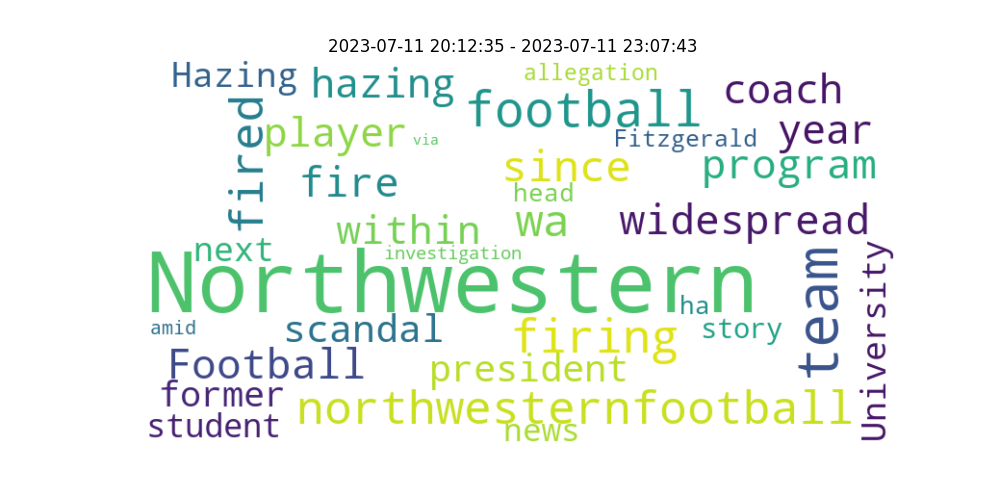 2023-07-11 20:12:35 - 2023-07-11 23:07:43
Hazing
hazing
allegation
football
coach
fired
player
via
Fitzgerald
year
fire
since
program
head
within
wa
widespread
next
investigation
Northwestern
team
University
ha
amid
scandal
firing
story
Football
president
former
northwesternfootball
student
news